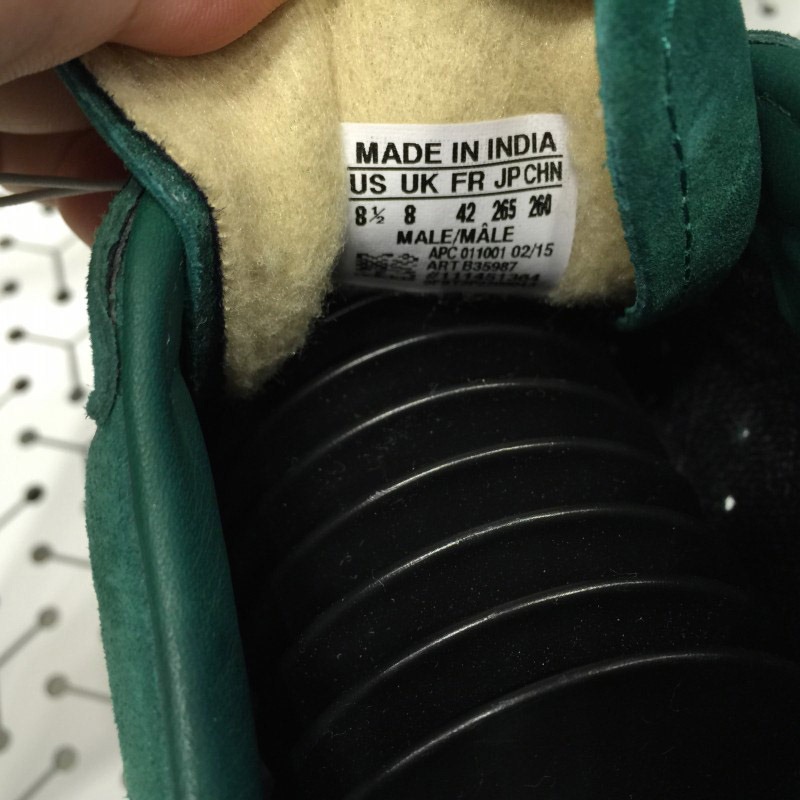 MADE IN INDIA
US UK FR JP CHN
8½ 8 42 265 260
MALE/MÂLE
APC 011001 02/15
ART B35987